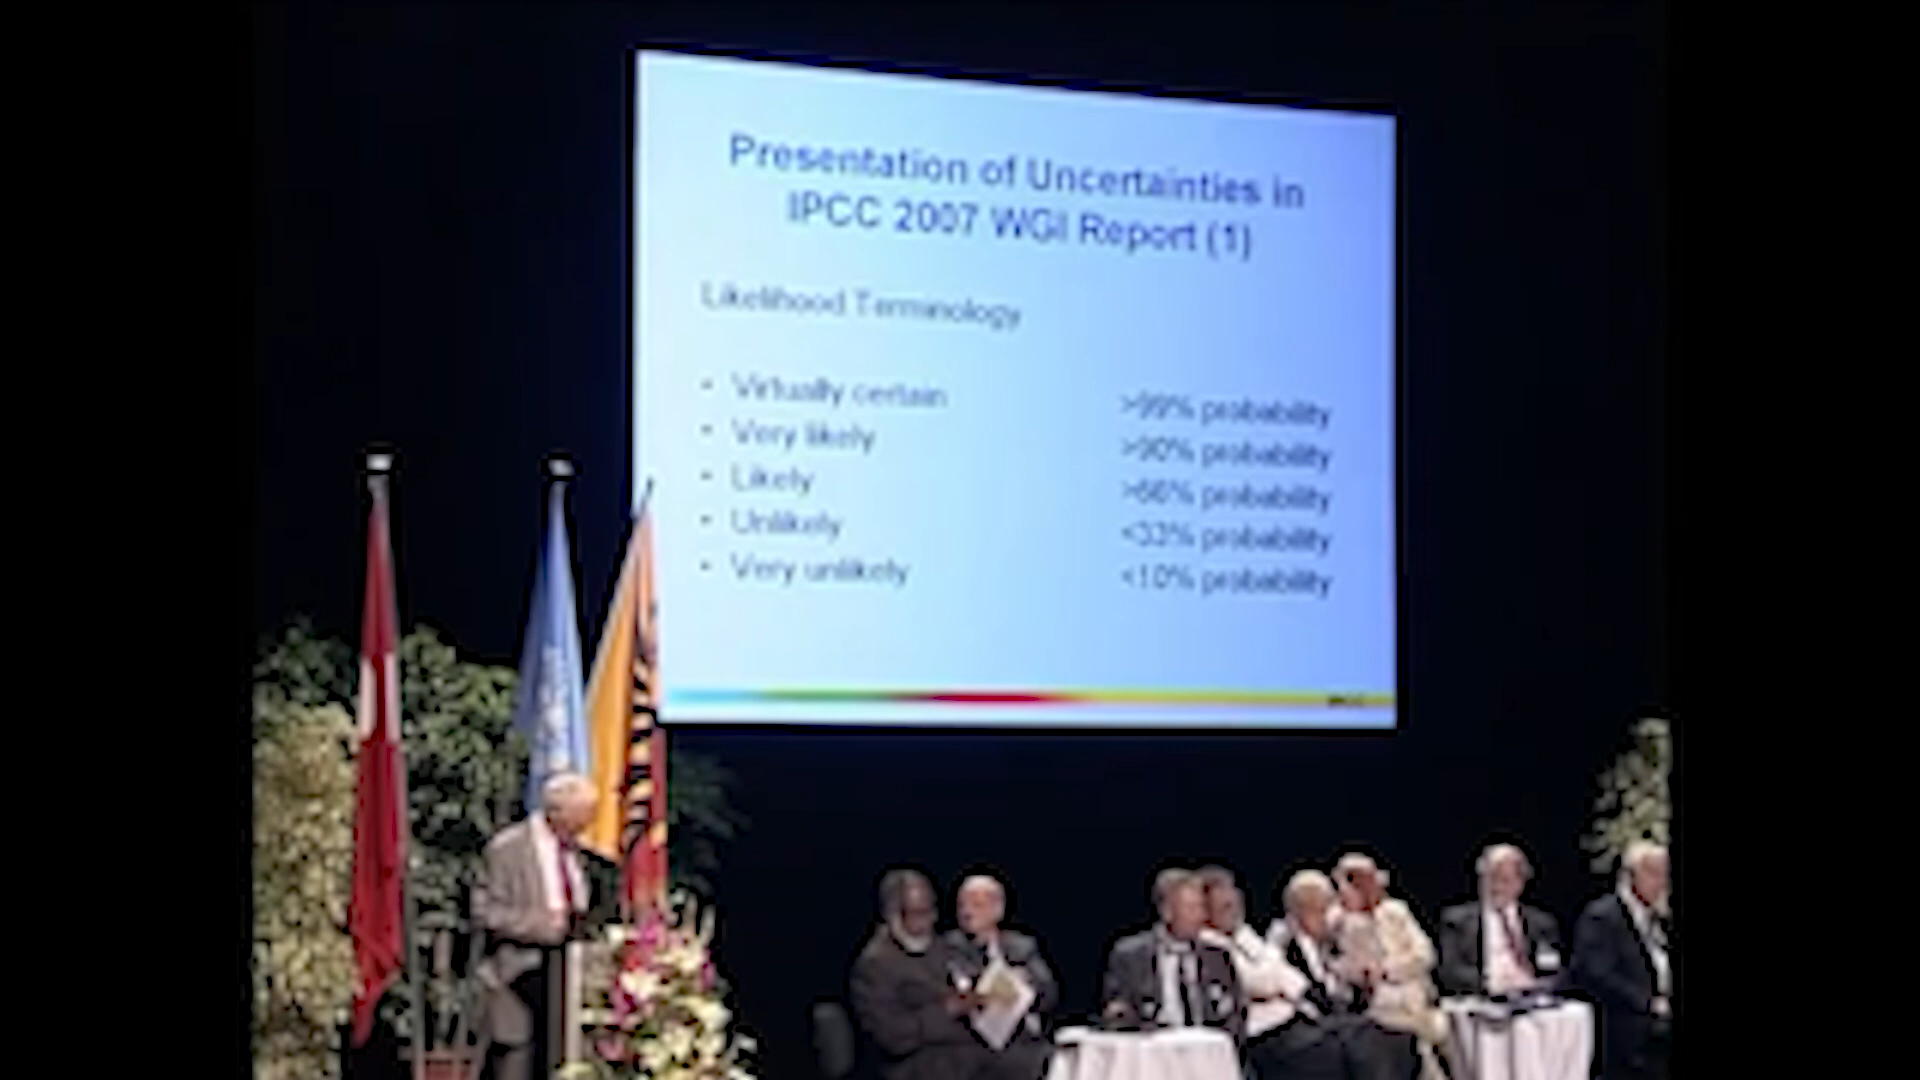 Presentation of Uncertainties in
IPCC 2007 WGI Report (1)
Likelihood Terminology
• Virtually certain >99% probability
• Very likely >90% probability
• Likely >66% probability
• Unlikely <33% probability
• Very unlikely <10% probability